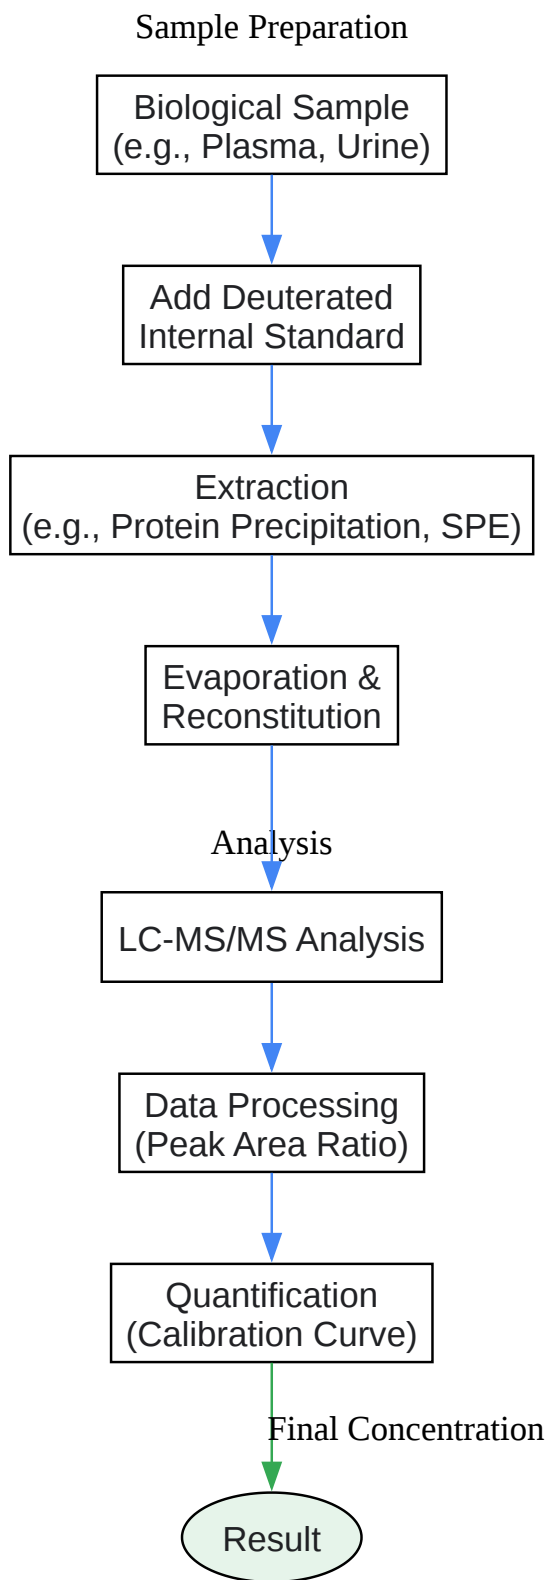 Sample Preparation
Biological Sample
(e.g., Plasma, Urine)
Add Deuterated
Internal Standard
Extraction
(e.g., Protein Precipitation, SPE)
Evaporation &
Reconstitution
Analysis
LC-MS/MS Analysis
Data Processing
(Peak Area Ratio)
Quantification
(Calibration Curve)
Final Concentration
Result